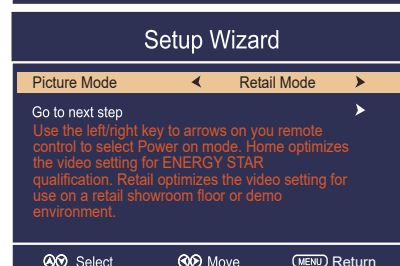 Setup Wizard
Picture Mode Retail Mode
Go to next step
Use the left/right key to arrows on you remote
control to select Power on mode. Home optimizes
the video setting for ENERGY STAR
qualification. Retail optimizes the video setting for
use on a retail showroom floor or demo
environment.
Select Move MENU Return